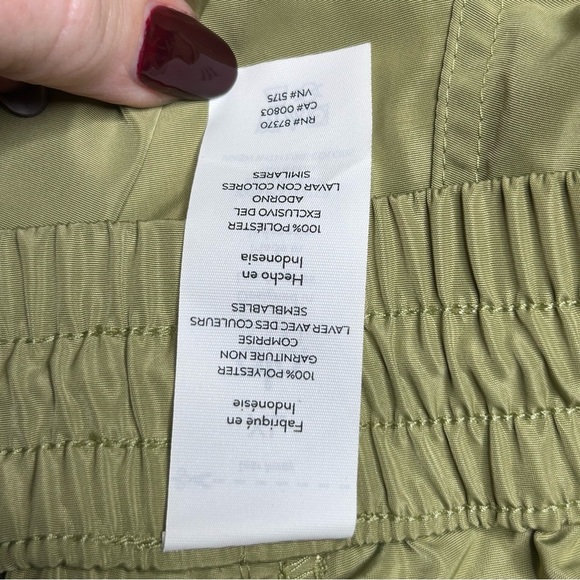 Fabriqué en
Indonésie
100% POLYESTER
GARNITURE NON
COMPRISE
LAVER AVEC DES COULEURS
SEMBLABLES
Hecho en
Indonesia
100% POLIÉSTER
EXCLUSIVO DEL
ADORNO
LAVAR CON COLORES
SIMILARES
RN# 87370
CA# 00803
VN# 5175